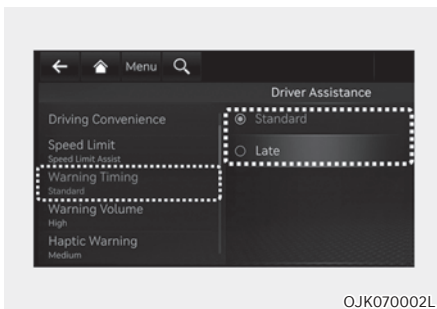 Menu
Driver Assistance
Driving Convenience
Speed Limit
Speed Limit Assist
Warning Timing
Standard
Warning Volume
High
Haptic Warning
Medium
Standard
Late
OJK070002L